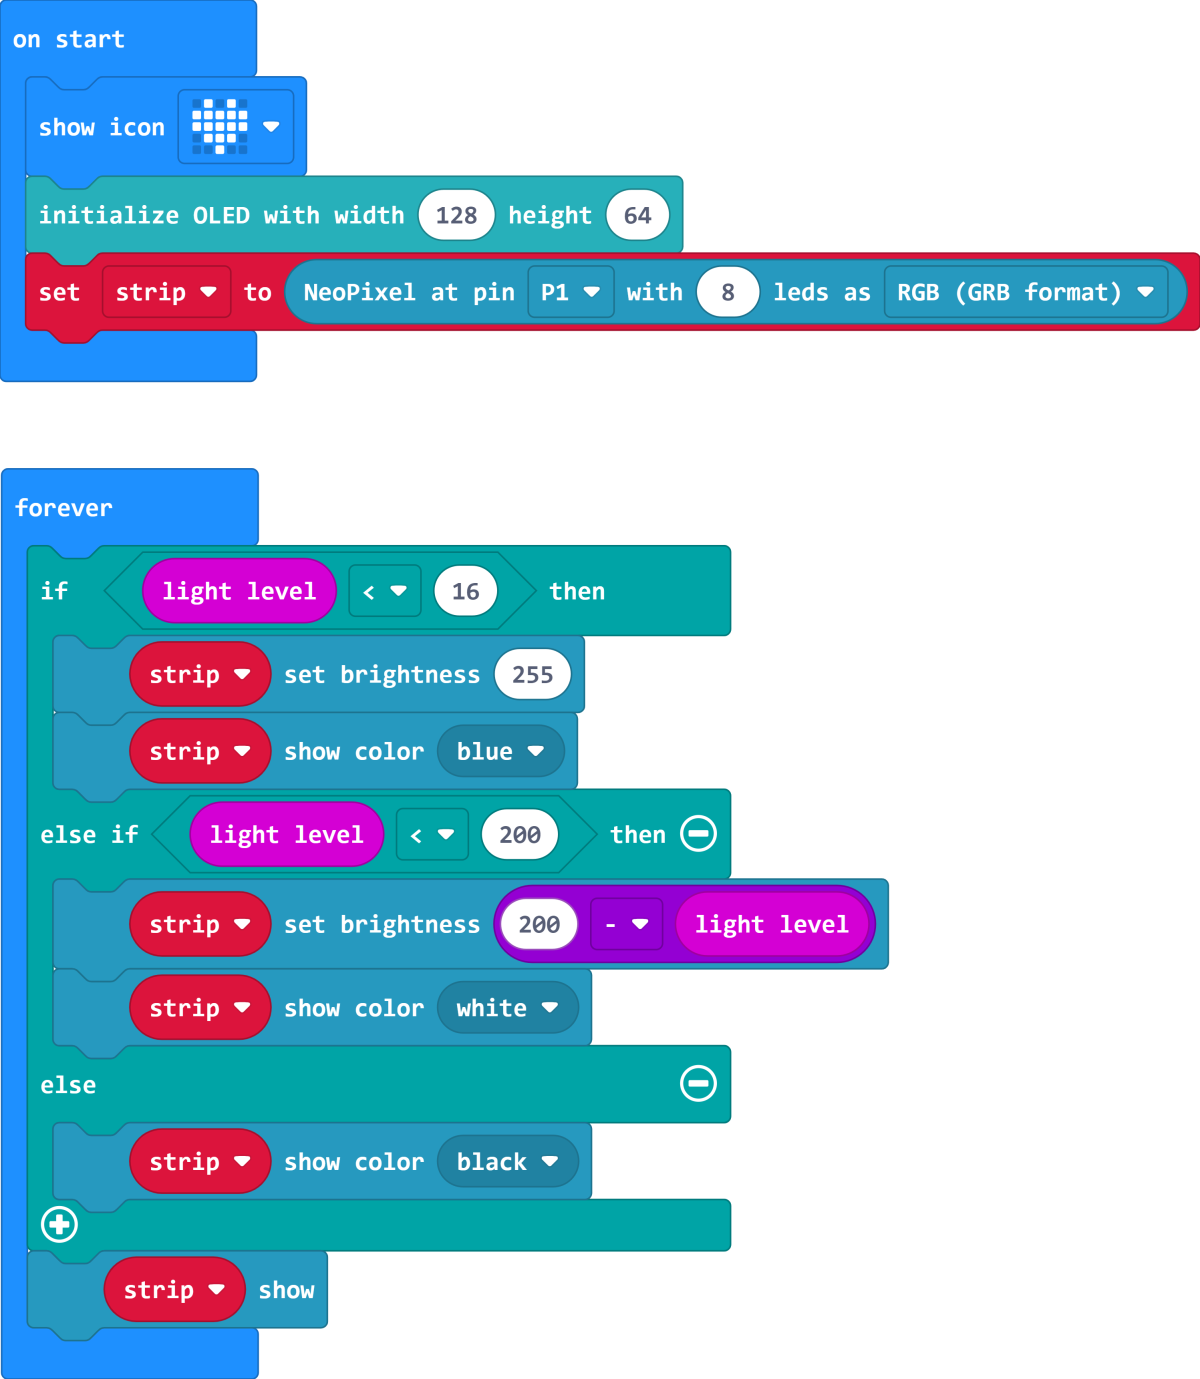 on start
show icon
initialize OLED with width 128 height 64
set strip to NeoPixel at pin P1 with 8 leds as RGB (GRB format)
forever
if light level < 16 then
strip set brightness 255
strip show color blue
else if light level < 200 then
strip set brightness 200 - light level
strip show color white
else
strip show color black
strip show